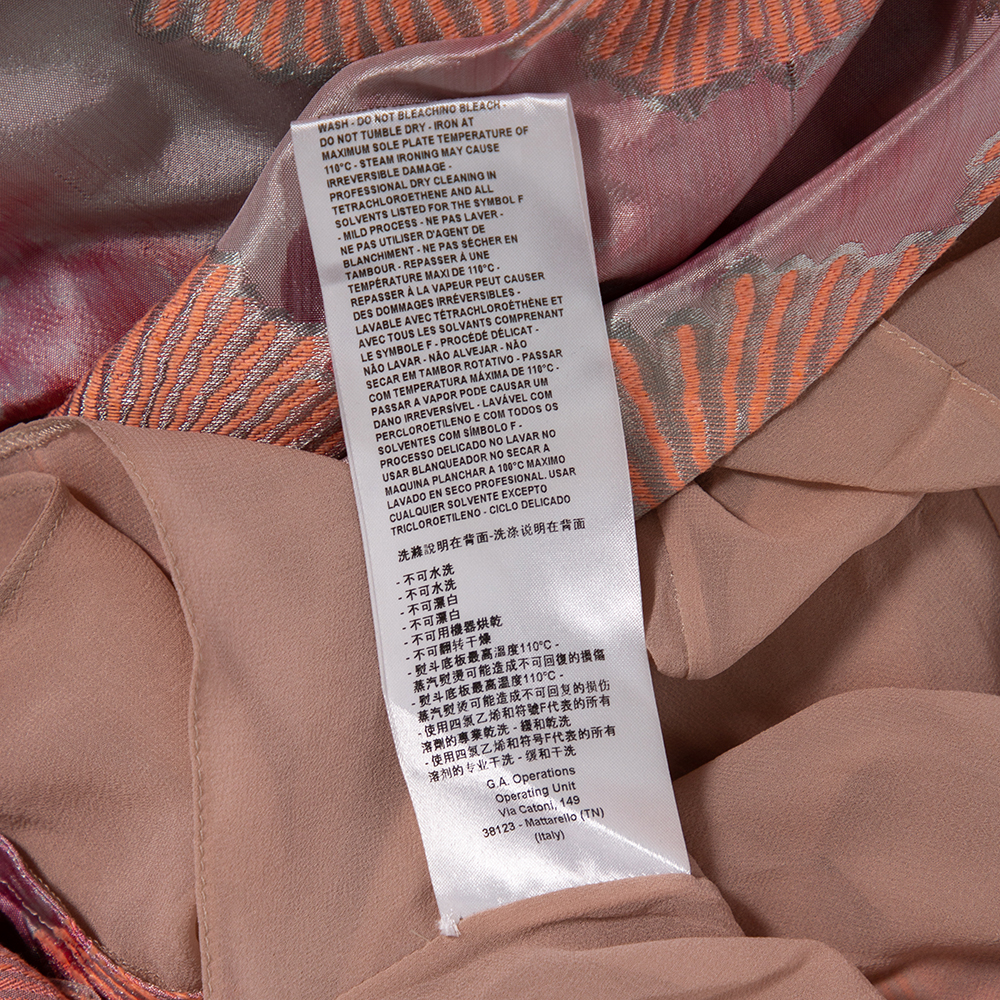 WASH - DO NOT BLEACHINO BLEACH -
DO NOT TUMBLE DRY - IRON AT
MAXIMUM SOLE PLATE TEMPERATURE OF
110°C - STEAM IRONING MAY CAUSE
IRREVERSIBLE DAMAGE -
PROFESSIONAL DRY CLEANING IN
TETRACHLOROETHENE AND ALL
SOLVENTS LISTED FOR THE SYMBOL F
- MILD PROCESS - NE PAS LAVER -
NE PAS UTILISER D'AGENT DE
BLANCHIMENT - NE PAS SÉCHER EN
TAMBOUR - REPASSER À UNE
TEMPÉRATURE MAXI DE 110°C -
REPASSER À LA VAPEUR PEUT CAUSER
DES DOMMAGES IRRÉVERSIBLES -
LAVABLE AVEC TÉTRACHLOROÉTHÈNE ET
AVEC TOUS LES SOLVANTS COMPRENANT
LE SYMBOLE F - PROCÉDÉ DÉLICAT -
NÃO LAVAR - NÃO ALVEJAR - NÃO
SECAR EM TAMBOR ROTATIVO - PASSAR
COM TEMPERATURA MÁXIMA DE 110°C -
PASSAR A VAPOR PODE CAUSAR UM
DANO IRREVERSÍVEL - LAVÁVEL COM
PERCLOROETILENO E COM TODOS OS
SOLVENTES COM SÍMBOLO F -
PROCESSO DELICADO NO LAVAR NO
USAR BLANQUEADOR NO SECAR A
MAQUINA PLANCHAR A 100°C MAXIMO
LAVADO EN SECO PROFESIONAL. USAR
CUALQUIER SOLVENTE EXCEPTO
TRICLOROETILENO - CICLO DELICADO
洗滌說明在背面-洗涤说明在背面
- 不可水洗
- 不可水洗
- 不可漂白
- 不可漂白
- 不可用機器烘乾
- 不可翻转干燥
- 熨斗底板最高溫度110°C -
蒸汽熨燙可能造成不可回復的損傷
- 熨斗底板最高温度110°C -
蒸汽熨烫可能造成不可回复的损伤
- 使用四氯乙烯和符號F代表的所有
溶劑的專業乾洗 - 緩和乾洗
- 使用四氯乙烯和符号F代表的所有
溶剂的专业干洗 - 缓和干洗
G.A. Operations
Operating Unit
Via Catoni, 149
38123 - Mattarello (TN)
(Italy)